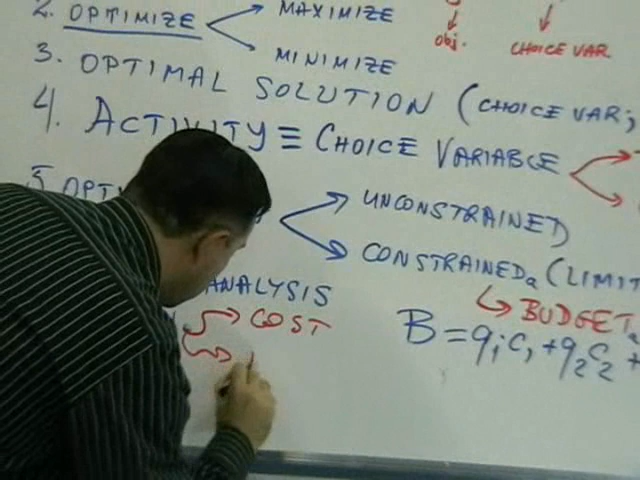 2. OPTIMIZE
MAXIMIZE
MINIMIZE
obj.
CHOICE VAR
3. OPTIMAL SOLUTION (CHOICE VAR;
4. ACTIVITY ≡ CHOICE VARIABLE
5
UNCONSTRAINED
CONSTRAINED
BUDGET
ANALYSIS
COST
B = q₁c₁ + q₂c₂ +